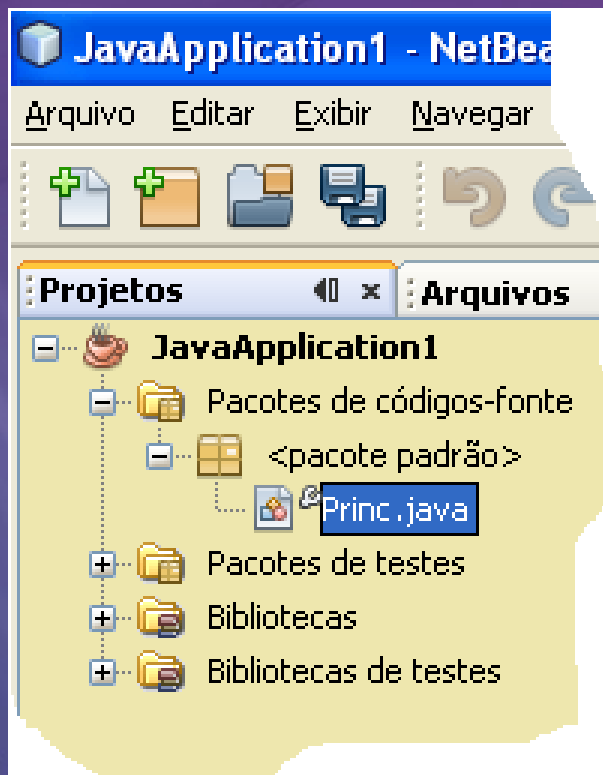 JavaApplication1 - NetBea
Arquivo Editar Exibir Navegar
Projetos Arquivos
JavaApplication1
Pacotes de códigos-fonte
<pacote padrão>
Princ.java
Pacotes de testes
Bibliotecas
Bibliotecas de testes